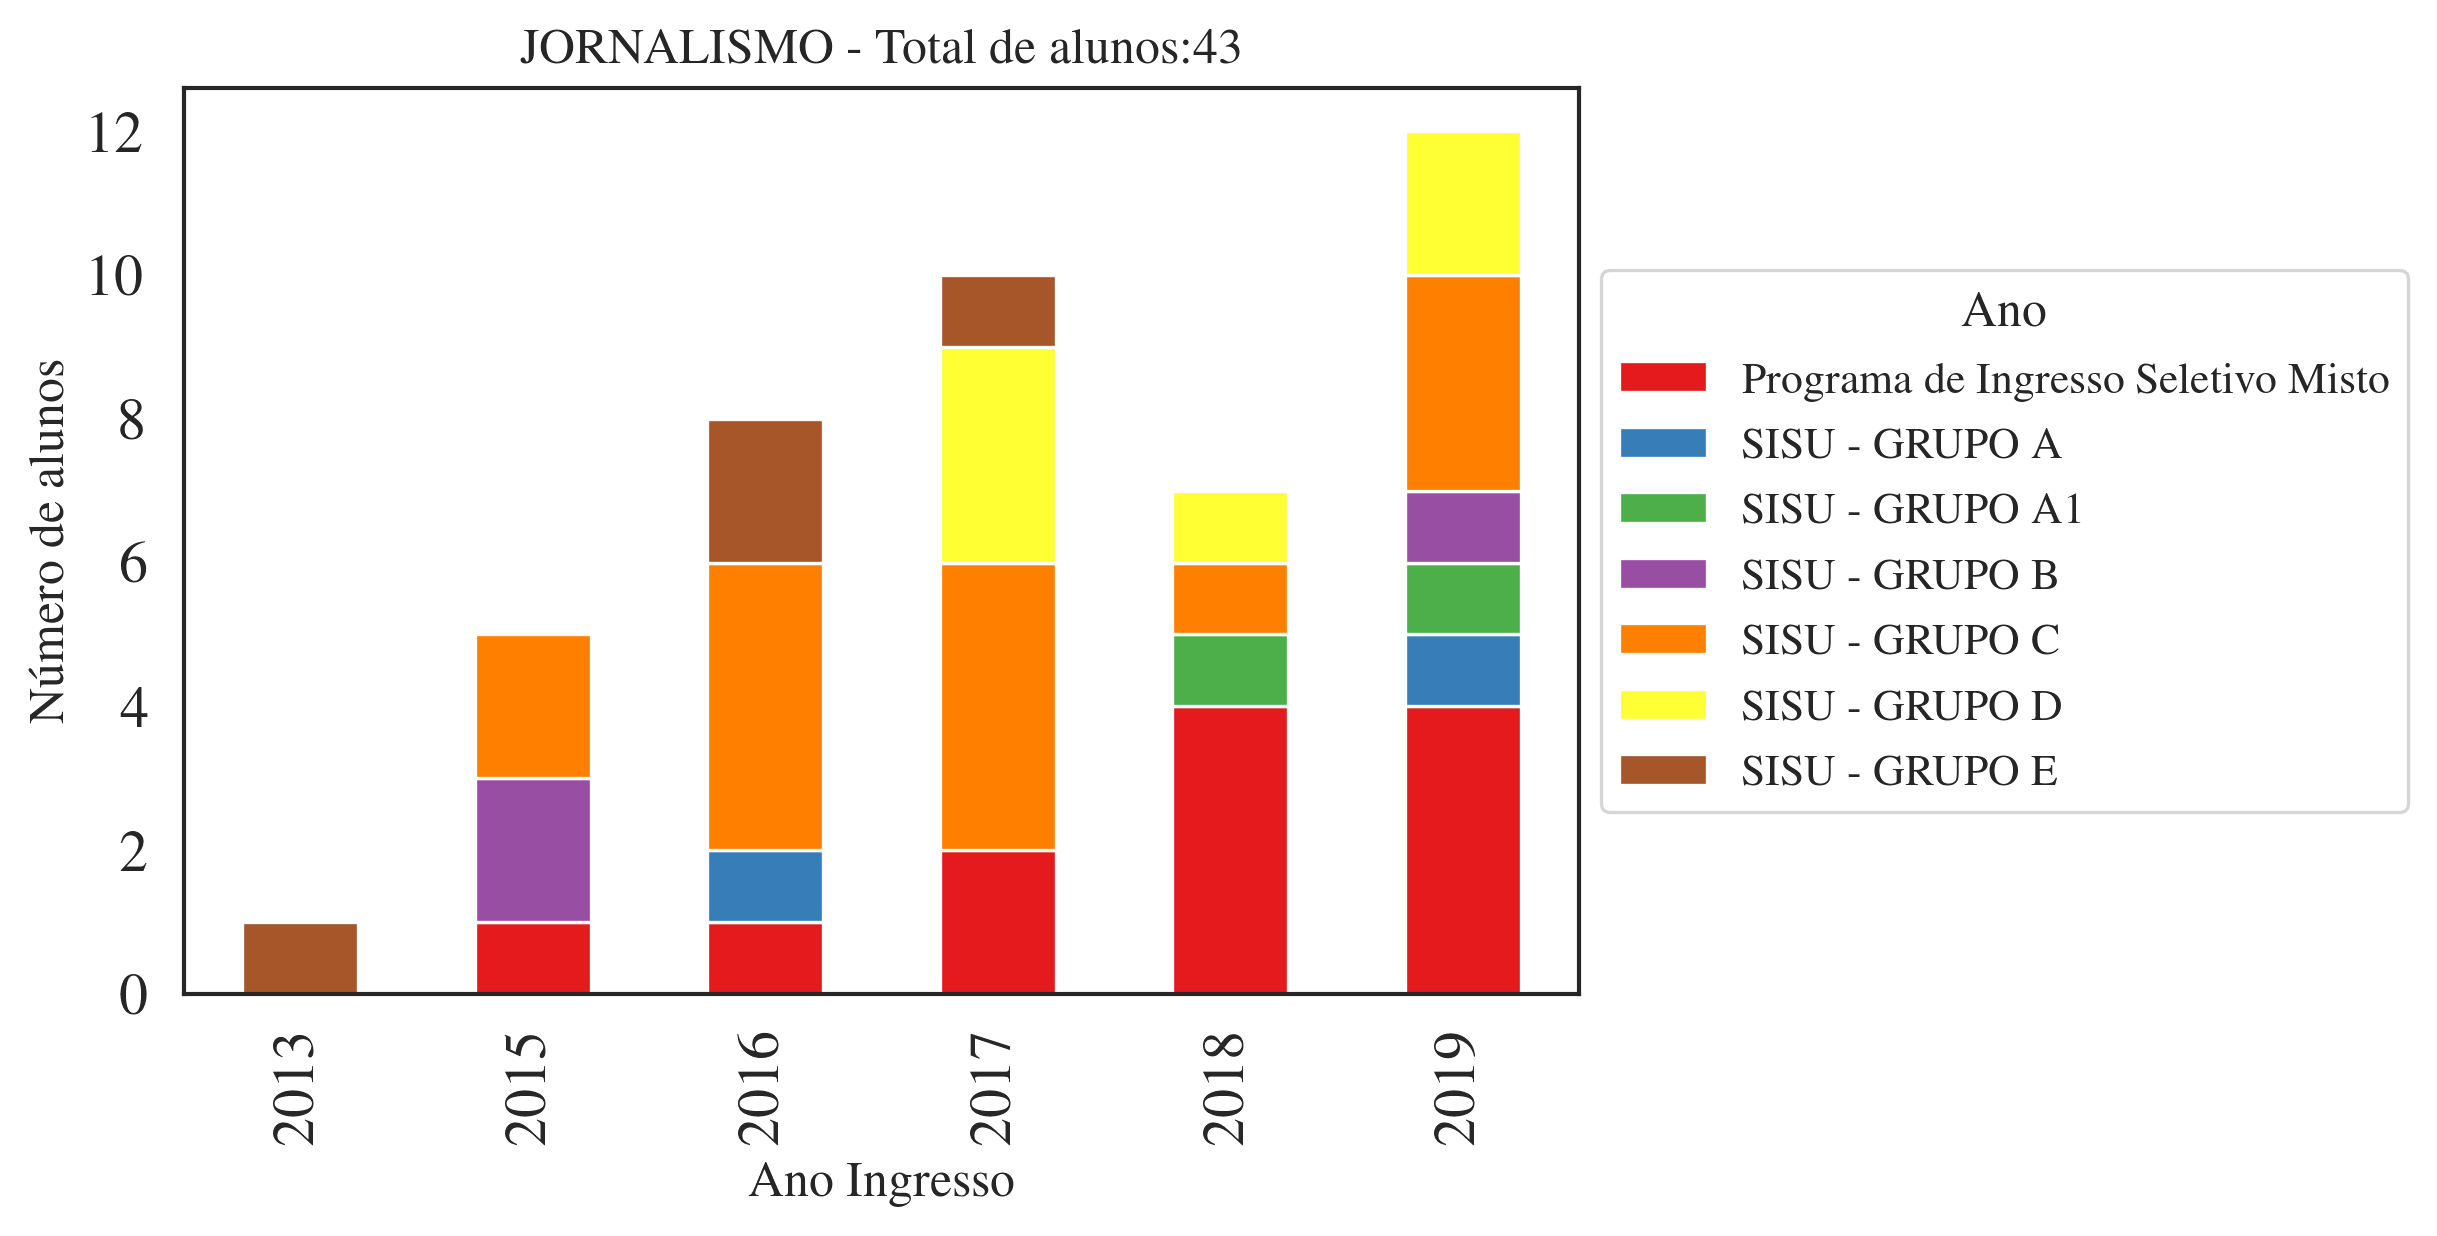 JORNALISMO - Total de alunos:43
Número de alunos
12
10
8
6
4
2
0
2013
2015
2016
2017
2018
2019
Ano Ingresso
Ano
Programa de Ingresso Seletivo Misto
SISU - GRUPO A
SISU - GRUPO A1
SISU - GRUPO B
SISU - GRUPO C
SISU - GRUPO D
SISU - GRUPO E